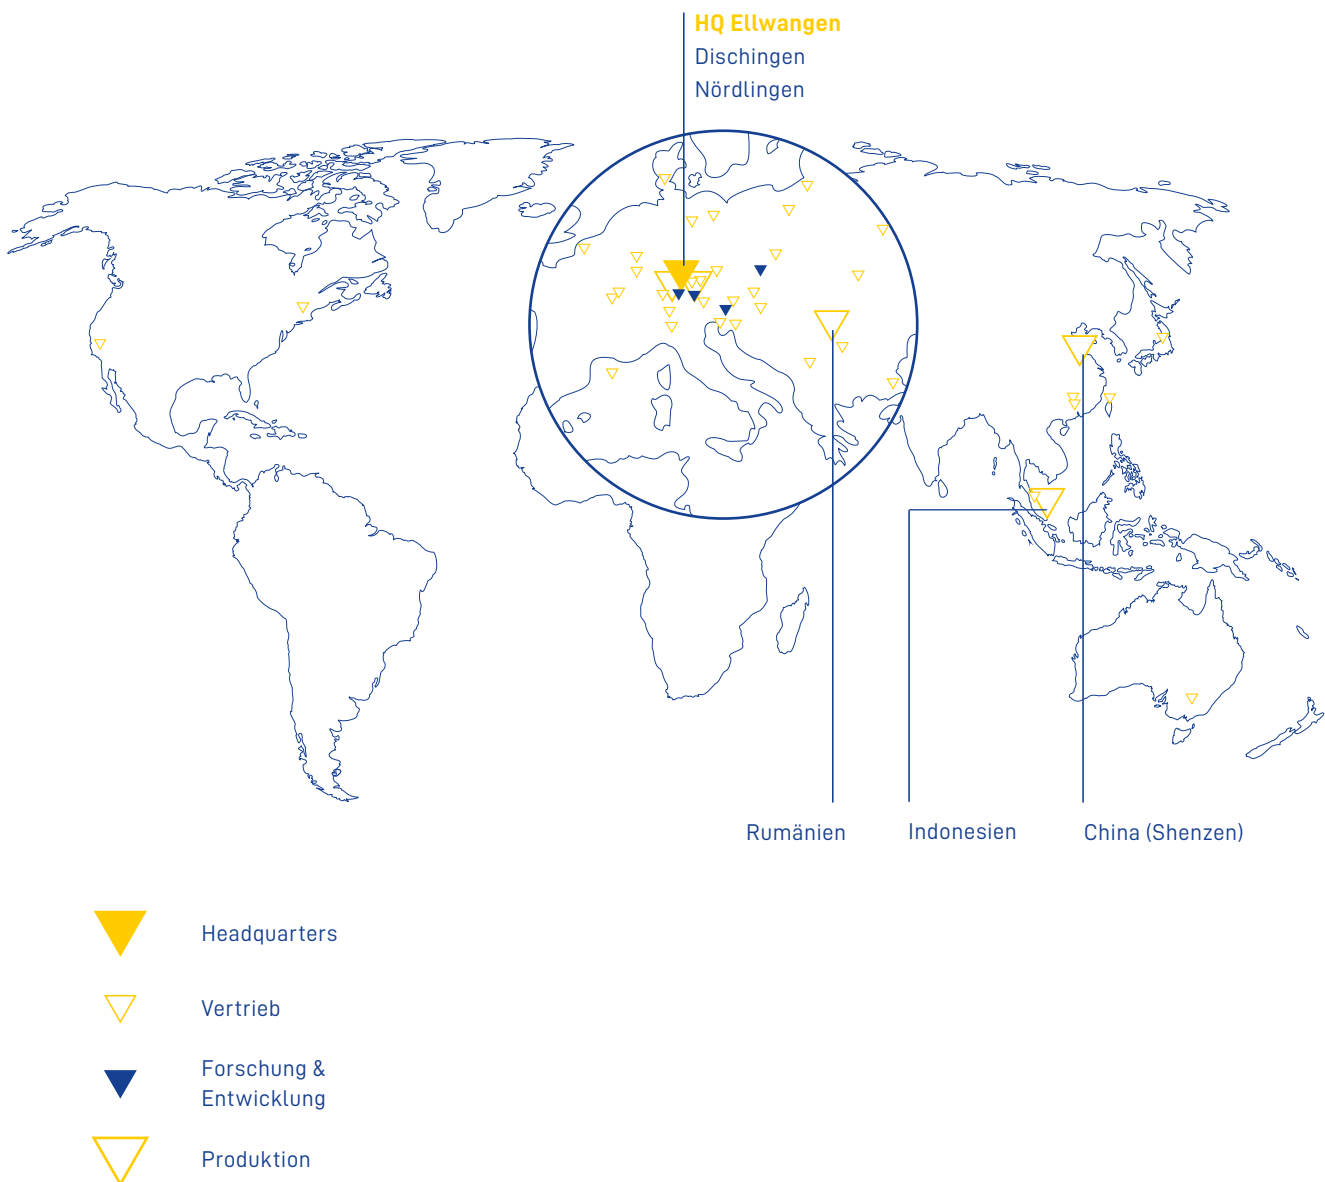 HQ Ellwangen
Dischingen
Nördlingen
Rumänien
Indonesien
China (Shenzen)
Headquarters
Vertrieb
Forschung &
Entwicklung
Produktion